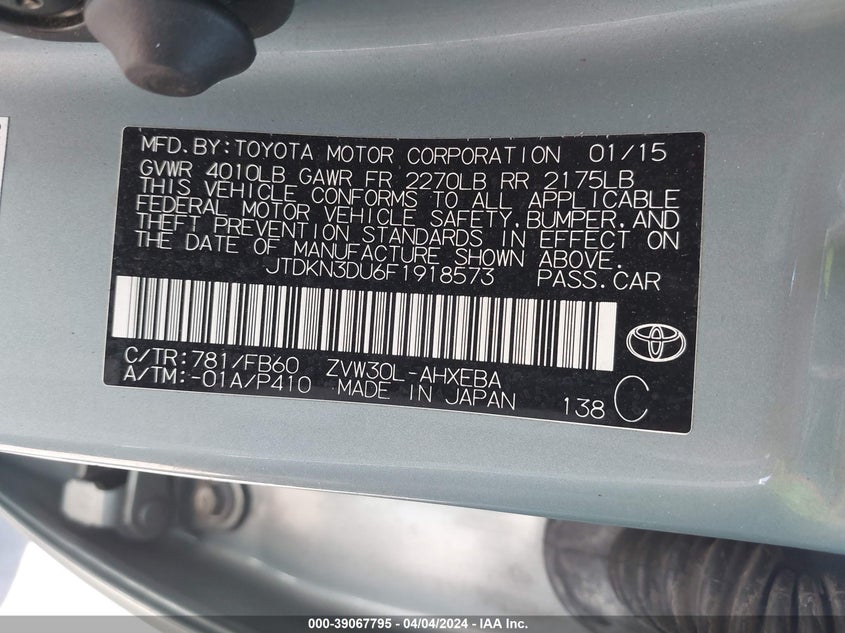 MFD. BY: TOYOTA MOTOR CORPORATION 01/15
GVWR 4010LB GAWR FR 2270LB RR 2175LB
THIS VEHICLE CONFORMS TO ALL APPLICABLE
FEDERAL MOTOR VEHICLE SAFETY, BUMPER, AND
THEFT PREVENTION STANDARDS IN EFFECT ON
THE DATE OF MANUFACTURE SHOWN ABOVE.
JTDKN3DU6F1918573 PASS.CAR
C/TR:781/FB60 ZVW30L-AHXEBA
A/TM:-01A/P410 MADE IN JAPAN
138 C
000-39067795 - 04/04/2024 - IAA Inc.